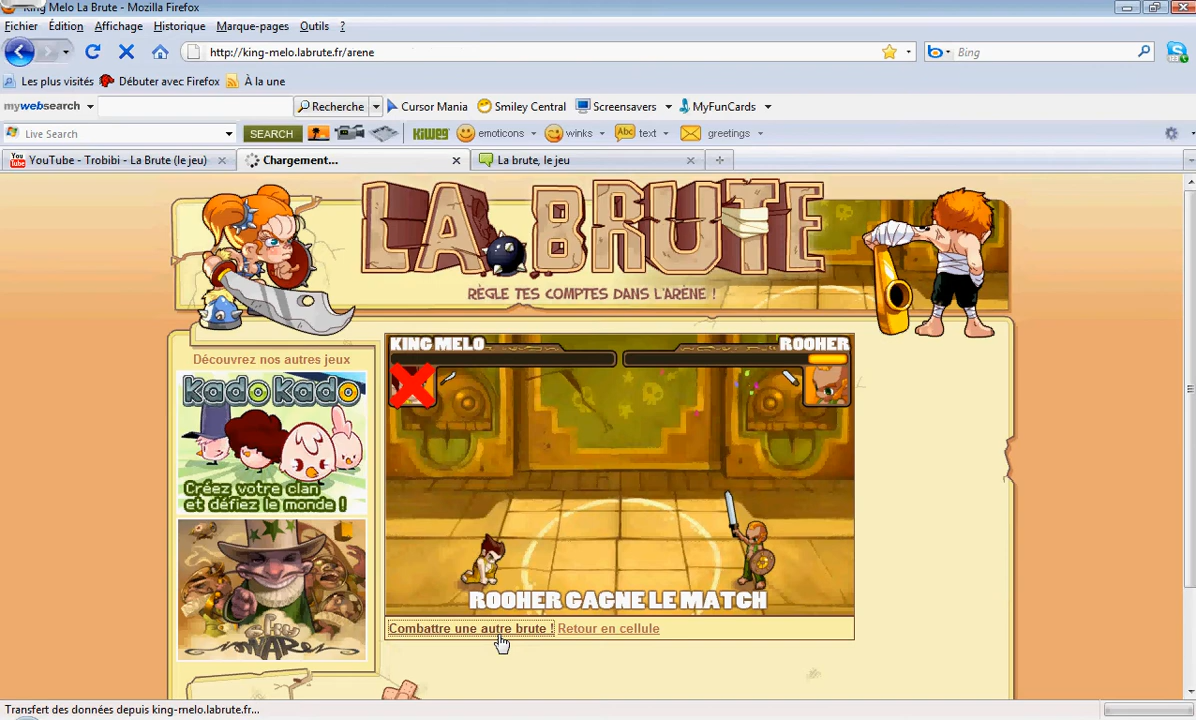 King Melo La Brute - Mozilla Firefox
Fichier Édition Affichage Historique Marque-pages Outils ?
http://king-melo.labrute.fr/arene
Bing
Les plus visités Débuter avec Firefox À la une
mywebsearch Recherche Cursor Mania Smiley Central Screensavers MyFunCards
Live Search SEARCH KIWEE emoticons winks Abc text greetings
You Tube YouTube - Trobibi - La Brute (le jeu) Chargement... La brute, le jeu
LA BRUTE
RÈGLE TES COMPTES DANS L'ARÈNE !
Découvrez nos autres jeux
KING MELO ROOHER
kadokado
Créez votre clan
et défiez le monde !
ROOHER GAGNE LE MATCH
Combattre une autre brute ! Retour en cellule
Transfert des données depuis king-melo.labrute.fr...